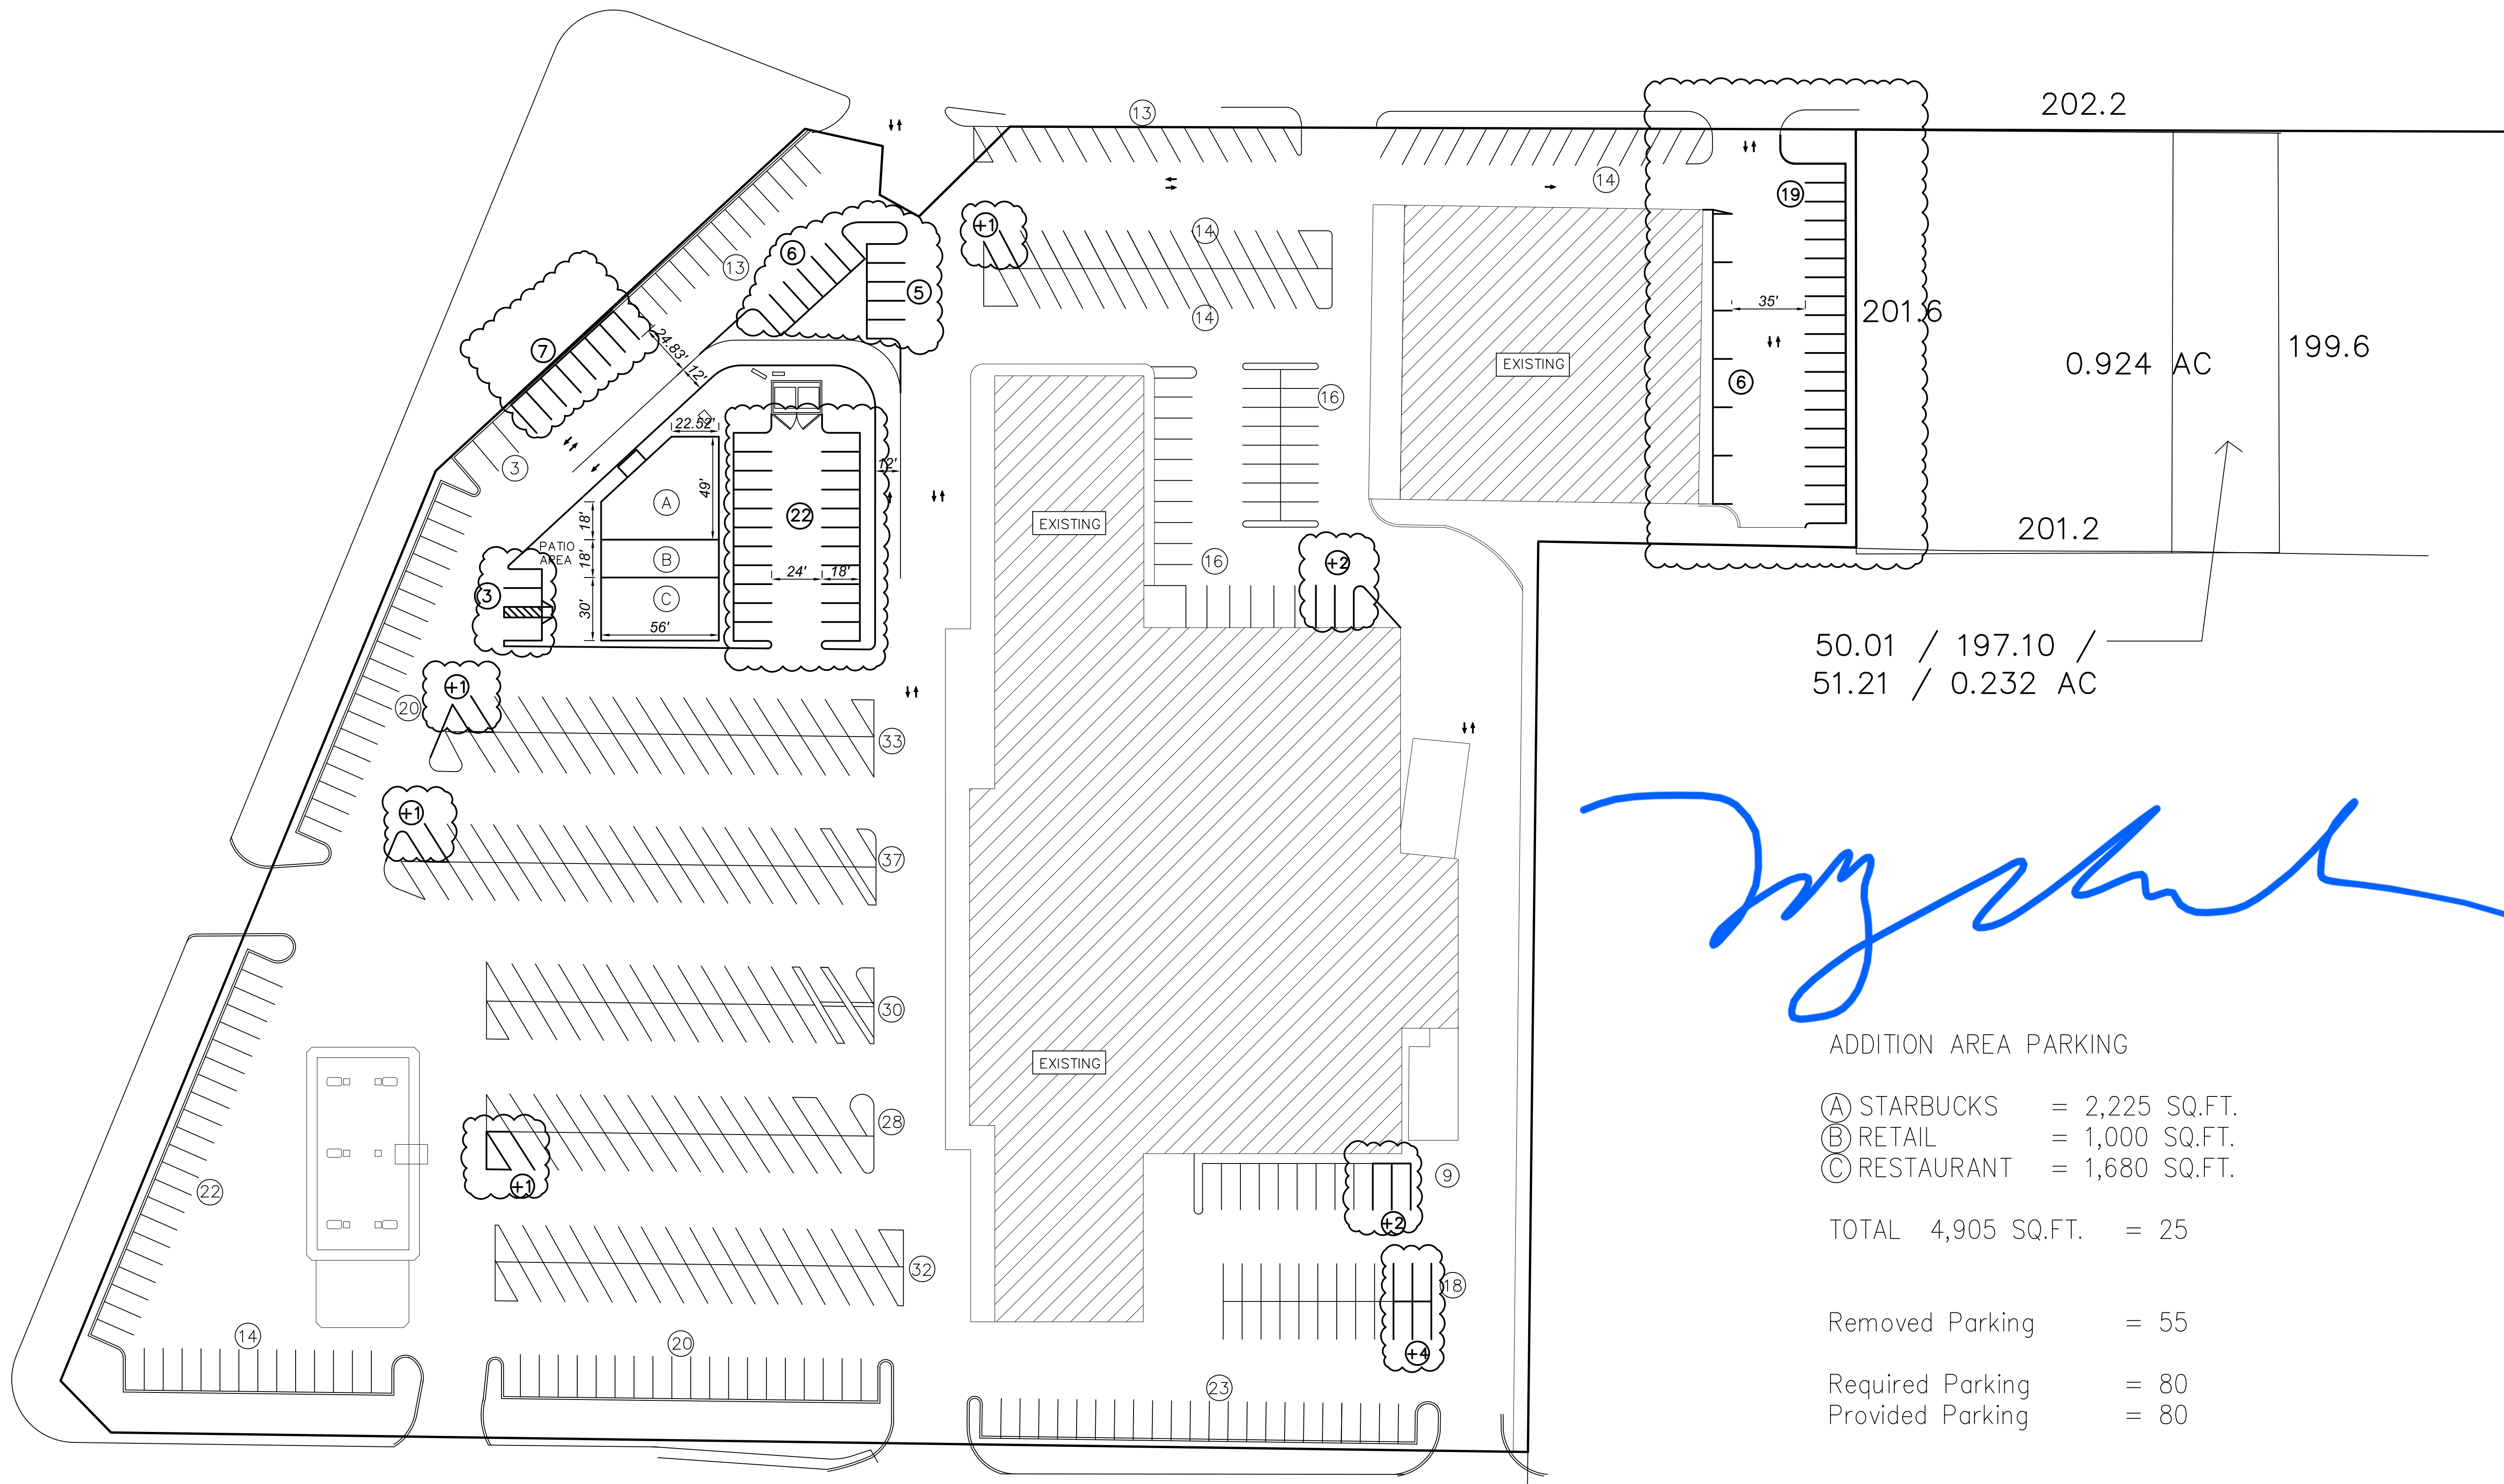 202.2
13
13
14
19
+1
14
6
5
14
35'
201.6
199.6
0.924 AC
6
7
24.83'
12'
EXISTING
16
22.52'
12'
3
49'
A
22
EXISTING
18'
201.2
PATIO
AREA
18'
B
16
+2
24' 18'
3
C
30'
56'
50.01 / 197.10 /
51.21 / 0.232 AC
+1
20
33
+1
37
30
EXISTING
28
22
+1
9
+2
32
18
14
20
+4
23
ADDITION AREA PARKING
A STARBUCKS = 2,225 SQ.FT.
B RETAIL = 1,000 SQ.FT.
C RESTAURANT = 1,680 SQ.FT.
TOTAL 4,905 SQ.FT. = 25
Removed Parking = 55
Required Parking = 80
Provided Parking = 80